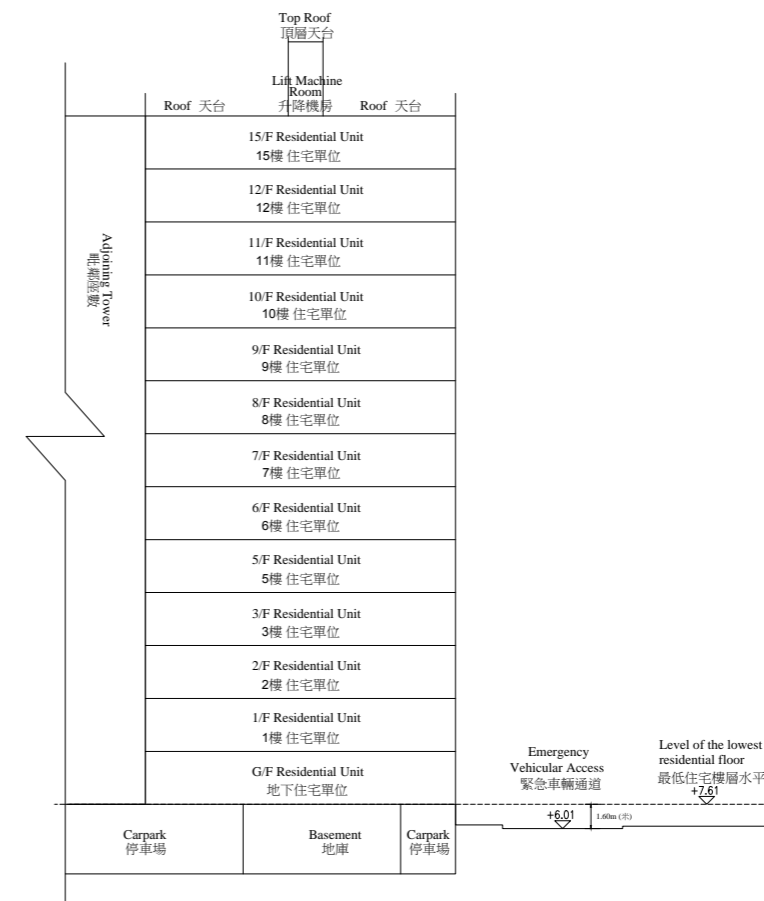 Top Roof
頂層天台
Lift Machine
Room
升降機房
Roof 天台
Roof 天台
15/F Residential Unit
15樓 住宅單位
12/F Residential Unit
12樓 住宅單位
11/F Residential Unit
11樓 住宅單位
10/F Residential Unit
10樓 住宅單位
9/F Residential Unit
9樓 住宅單位
8/F Residential Unit
8樓 住宅單位
7/F Residential Unit
7樓 住宅單位
6/F Residential Unit
6樓 住宅單位
5/F Residential Unit
5樓 住宅單位
3/F Residential Unit
3樓 住宅單位
2/F Residential Unit
2樓 住宅單位
1/F Residential Unit
1樓 住宅單位
G/F Residential Unit
地下住宅單位
Adjoining Tower
毗鄰座數
Carpark
停車場
Basement
地庫
Carpark
停車場
Emergency
Vehicular Access
緊急車輛通道
+6.01
1.60m (米)
Level of the lowest
residential floor
最低住宅樓層水平
+7.61